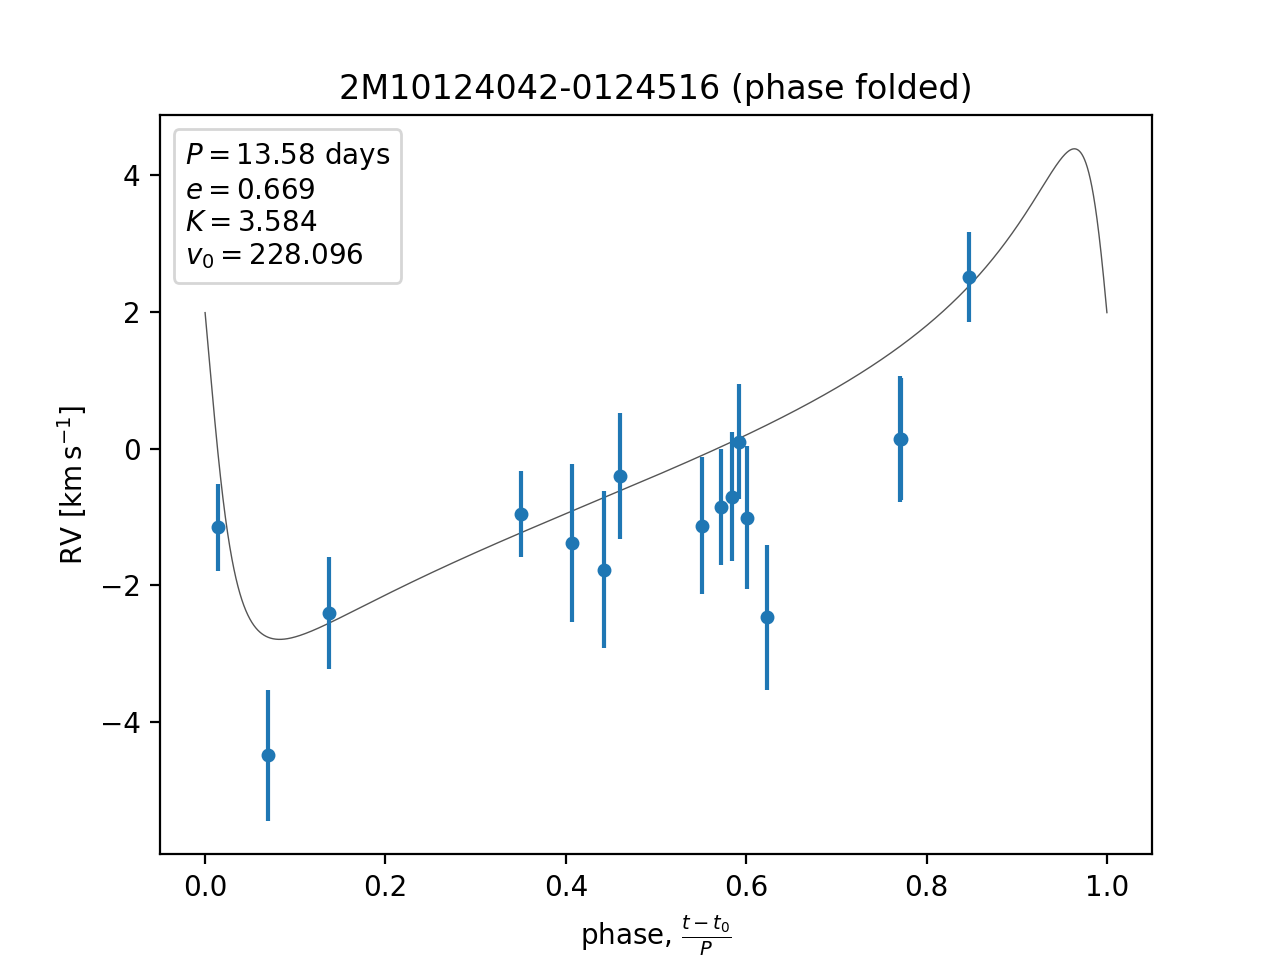 2M10124042-0124516 (phase folded)
P = 13.58 days
e = 0.669
K = 3.584
v₀ = 228.096
4
2
0
−2
−4
RV [km s⁻¹]
0.0 0.2 0.4 0.6 0.8 1.0
phase, (t − t₀)/P